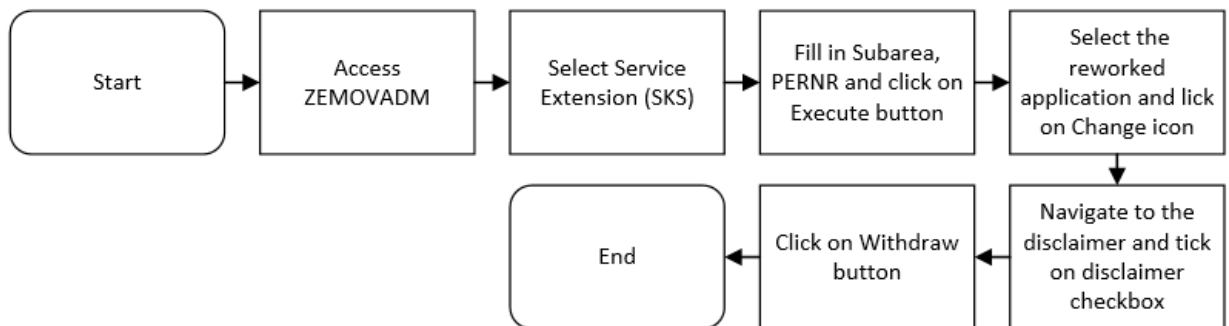 Start
Access
ZEMOVADM
Select Service
Extension (SKS)
Fill in Subarea,
PERNR and click on
Execute button
Select the
reworked
application and lick
on Change icon
Navigate to the
disclaimer and tick
on disclaimer
checkbox
Click on Withdraw
button
End